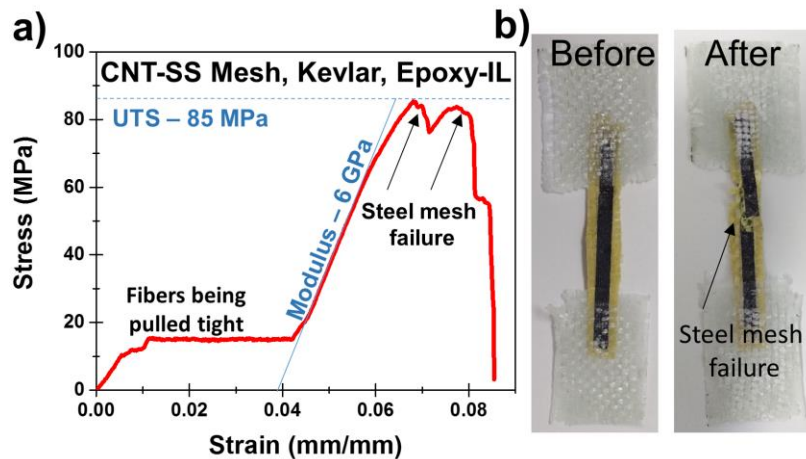 a)
CNT-SS Mesh, Kevlar, Epoxy-IL
UTS – 85 MPa
Modulus – 6 GPa
Steel mesh
failure
Fibers being
pulled tight
Stress (MPa)
100
80
60
40
20
0
0.00 0.02 0.04 0.06 0.08
Strain (mm/mm)
b)
Before
After
Steel mesh
failure